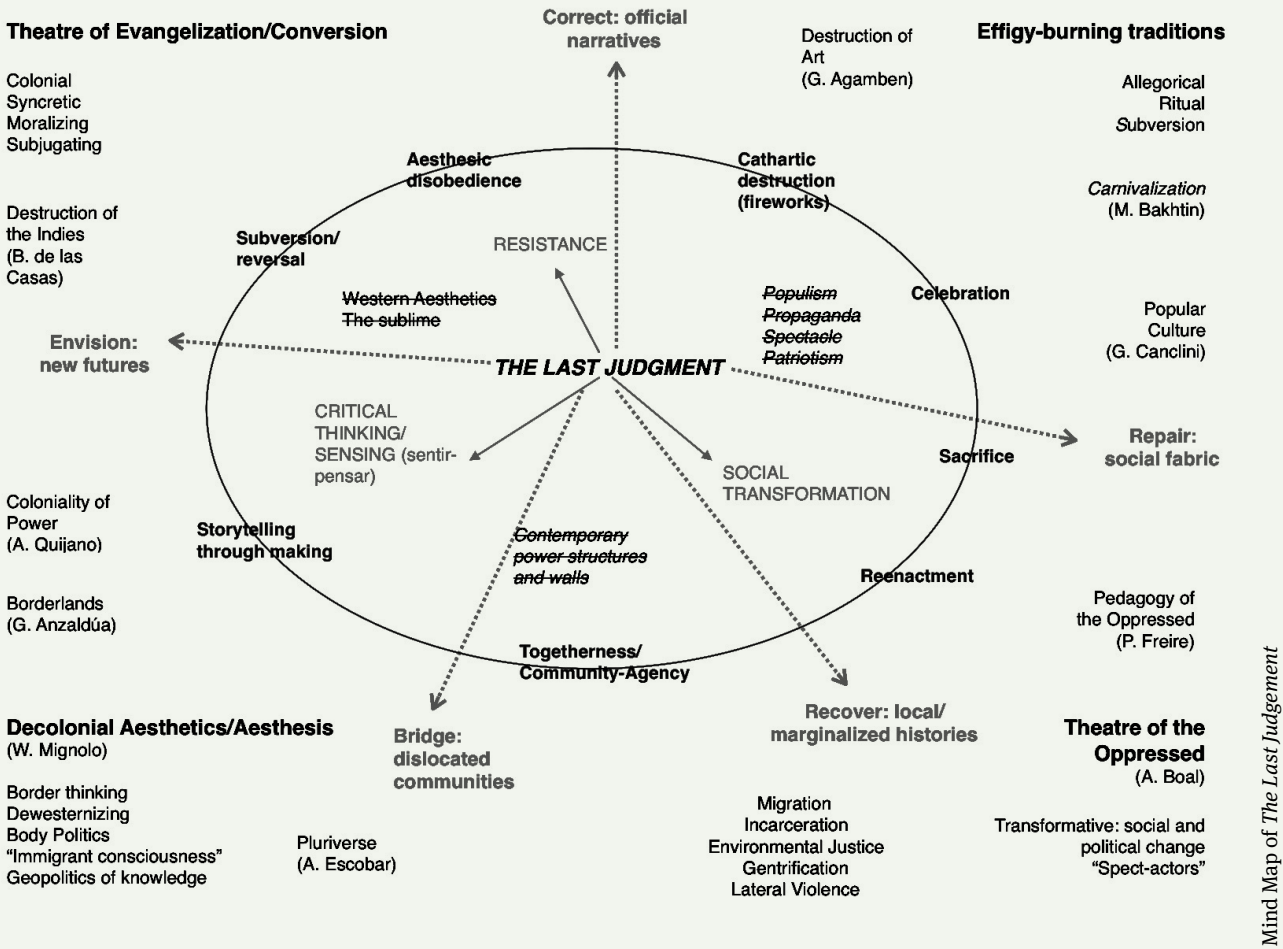 Theatre of Evangelization/Conversion
Colonial
Syncretic
Moralizing
Subjugating
Destruction of
the Indies
(B. de las
Casas)
Correct: official
narratives
Destruction of
Art
(G. Agamben)
Effigy-burning traditions
Allegorical
Ritual
Subversion
Carnivalization
(M. Bakhtin)
Popular
Culture
(G. Canclini)
Aesthesic
disobedience
Cathartic
destruction
(fireworks)
Subversion/
reversal
RESISTANCE
Western Aesthetics
The sublime
Populism
Propaganda
Spectacle
Patriotism
Celebration
Envision:
new futures
THE LAST JUDGMENT
CRITICAL
THINKING/
SENSING (sentir-
pensar)
SOCIAL
TRANSFORMATION
Sacrifice
Repair:
social fabric
Storytelling
through making
Contemporary
power structures
and walls
Reenactment
Togetherness/
Community-Agency
Coloniality of
Power
(A. Quijano)
Borderlands
(G. Anzaldúa)
Pedagogy of
the Oppressed
(P. Freire)
Decolonial Aesthetics/Aesthesis
(W. Mignolo)
Border thinking
Dewesternizing
Body Politics
“Immigrant consciousness”
Geopolitics of knowledge
Pluriverse
(A. Escobar)
Bridge:
dislocated
communities
Recover: local/
marginalized histories
Migration
Incarceration
Environmental Justice
Gentrification
Lateral Violence
Theatre of the
Oppressed
(A. Boal)
Transformative: social and
political change
“Spect-actors”
Mind Map of The Last Judgement